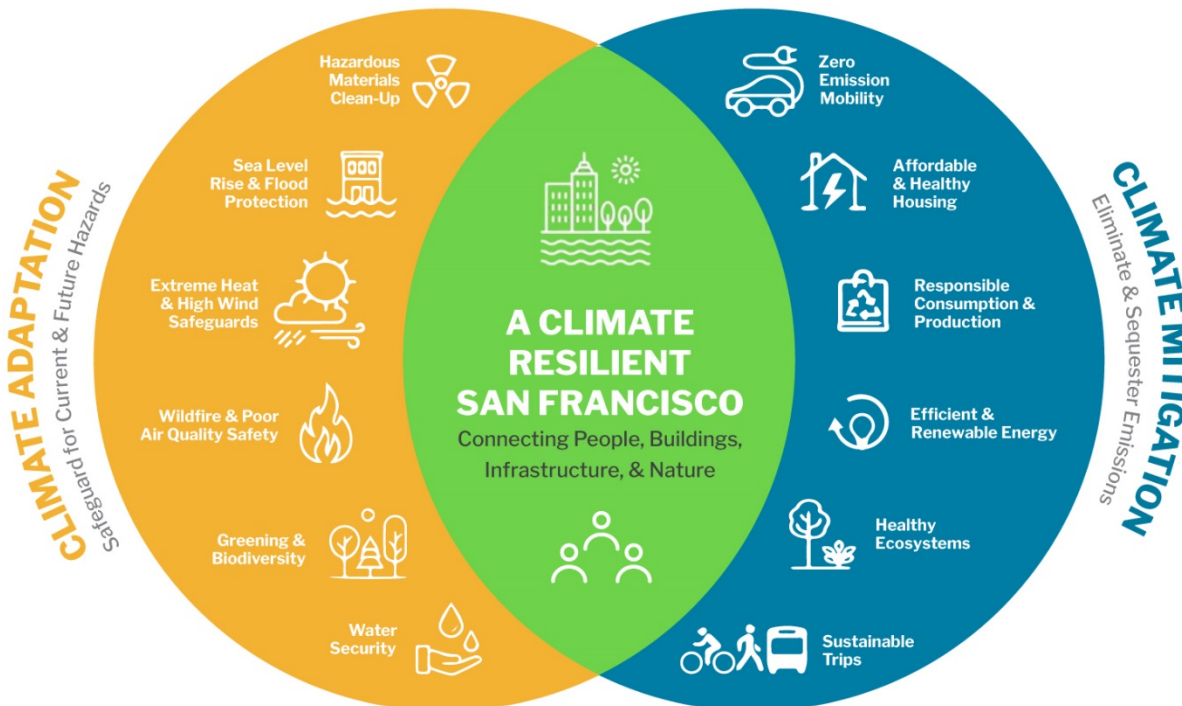 CLIMATE ADAPTATION
Safeguard for Current & Future Hazards
Hazardous
Materials
Clean-Up
Sea Level
Rise & Flood
Protection
Extreme Heat
& High Wind
Safeguards
Wildfire & Poor
Air Quality Safety
Greening &
Biodiversity
Water
Security
A CLIMATE
RESILIENT
SAN FRANCISCO
Connecting People, Buildings,
Infrastructure, & Nature
Zero
Emission
Mobility
Affordable
& Healthy
Housing
Responsible
Consumption &
Production
Efficient &
Renewable Energy
Healthy
Ecosystems
Sustainable
Trips
CLIMATE MITIGATION
Eliminate & Sequester Emissions